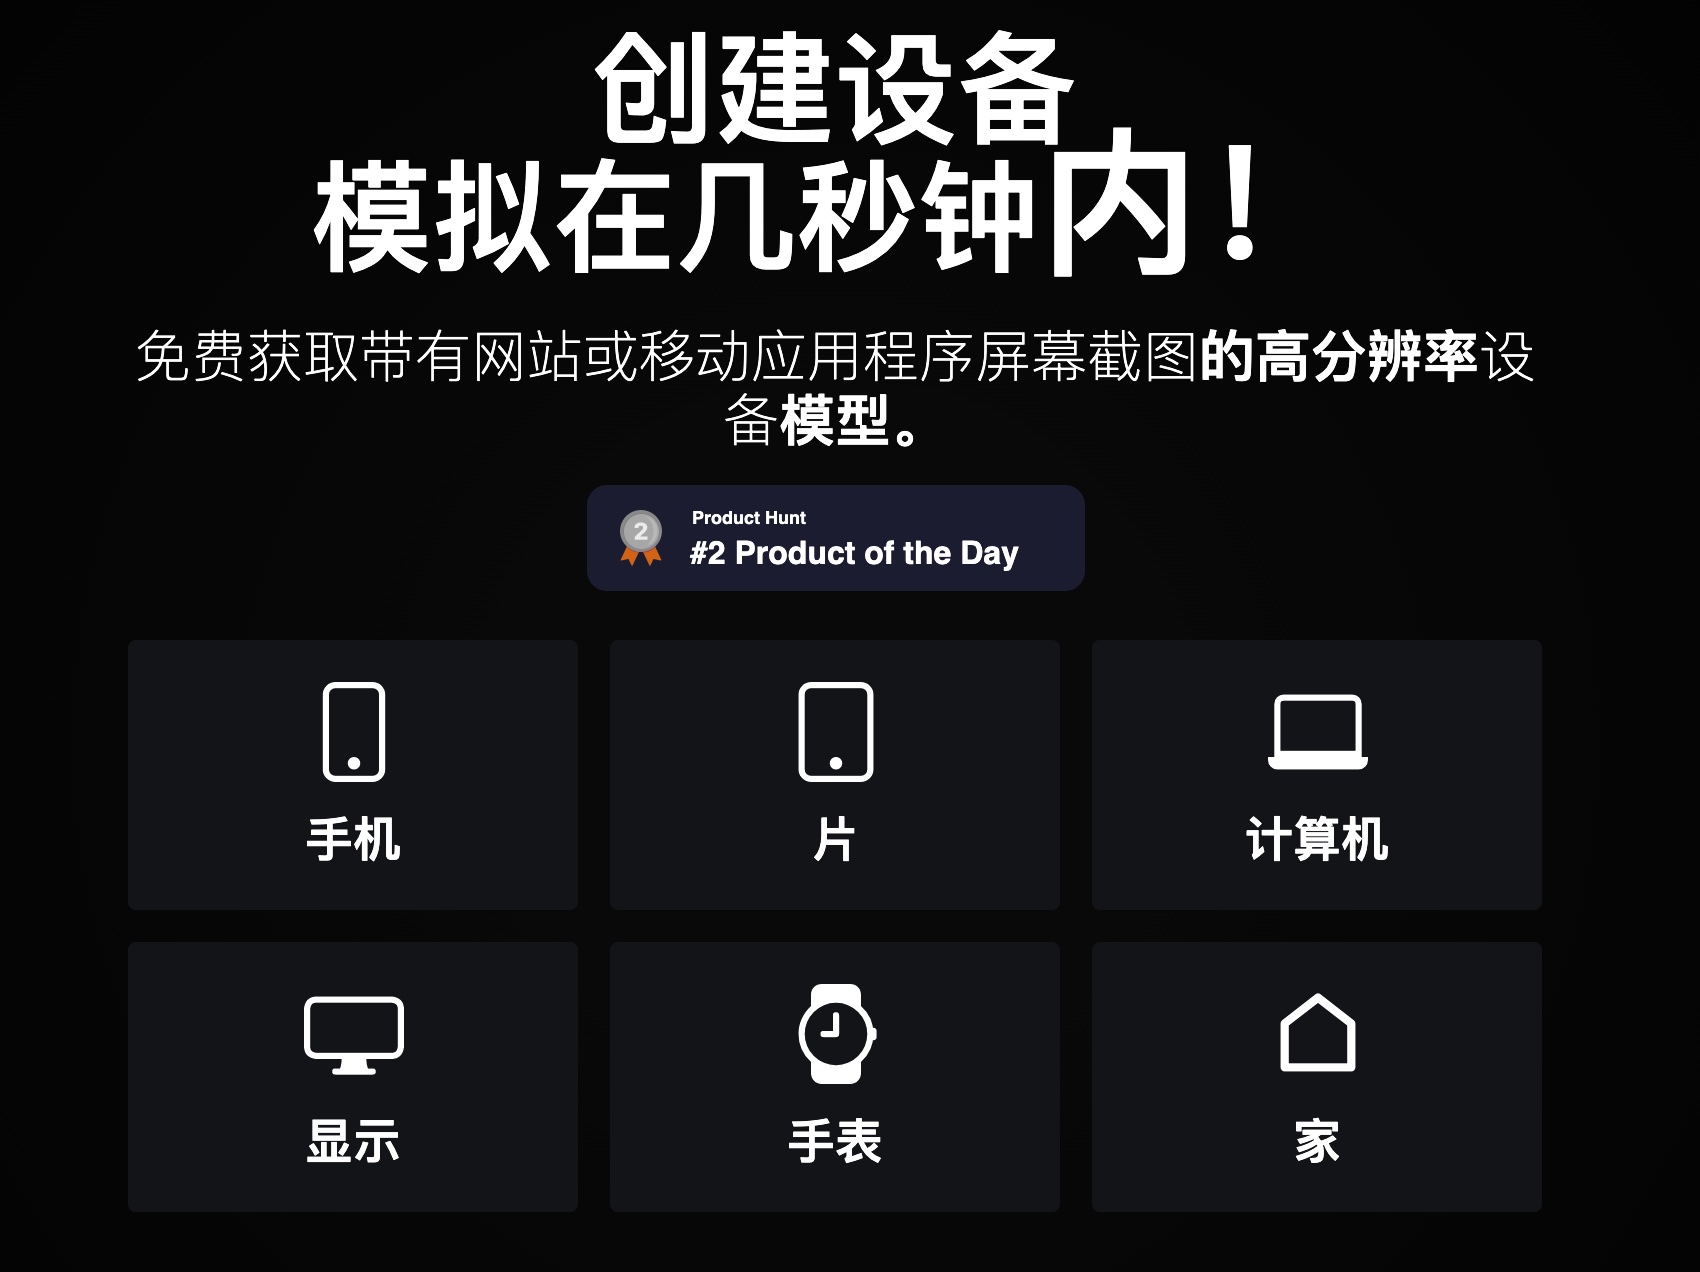 创建设备
模拟在几秒钟内！
免费获取带有网站或移动应用程序屏幕截图的高分辨率设
备模型。
2
Product Hunt
#2 Product of the Day
手机
片
计算机
显示
手表
家